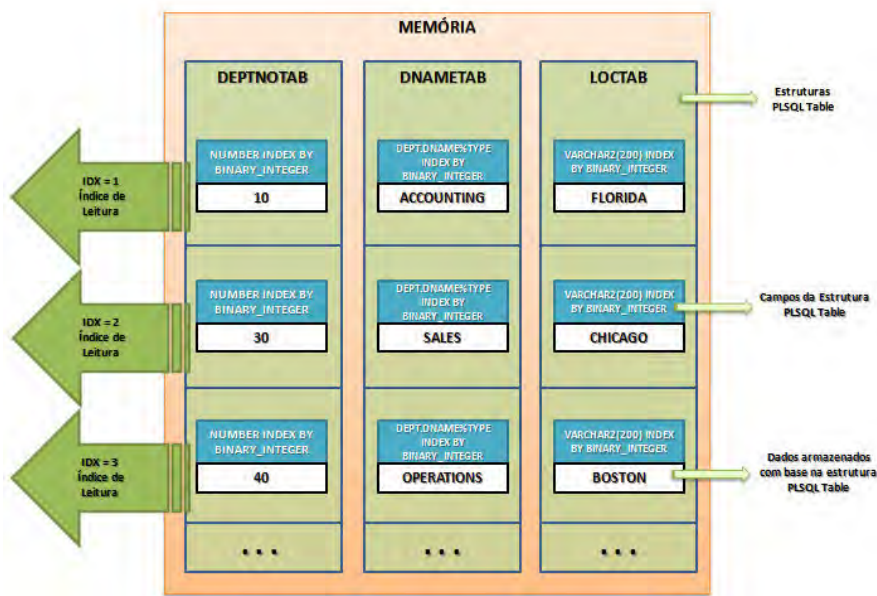 MEMÓRIA
DEPTNOTAB
DNAMETAB
LOCTAB
Estruturas
PLSQL Table
IDX = 1
Índice de
Leitura
NUMBER INDEX BY
BINARY_INTEGER
10
DEPT.DNAME%TYPE
INDEX BY
BINARY_INTEGER
ACCOUNTING
VARCHAR2(200) INDEX
BY BINARY_INTEGER
FLORIDA
IDX = 2
Índice de
Leitura
NUMBER INDEX BY
BINARY_INTEGER
30
DEPT.DNAME%TYPE
INDEX BY
BINARY_INTEGER
SALES
VARCHAR2(200) INDEX
BY BINARY_INTEGER
CHICAGO
Campos da Estrutura
PLSQL Table
IDX = 3
Índice de
Leitura
NUMBER INDEX BY
BINARY_INTEGER
40
DEPT.DNAME%TYPE
INDEX BY
BINARY_INTEGER
OPERATIONS
VARCHAR2(200) INDEX
BY BINARY_INTEGER
BOSTON
Dados armazenados
com base na estrutura
PLSQL Table
...
...
...